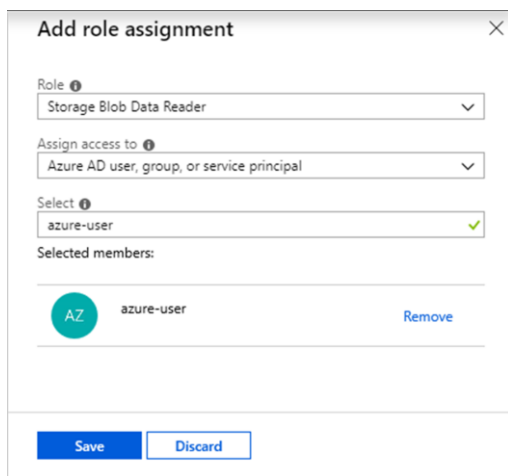 Add role assignment
Role
Storage Blob Data Reader
Assign access to
Azure AD user, group, or service principal
Select
azure-user
Selected members:
AZ
azure-user
Remove
Save
Discard